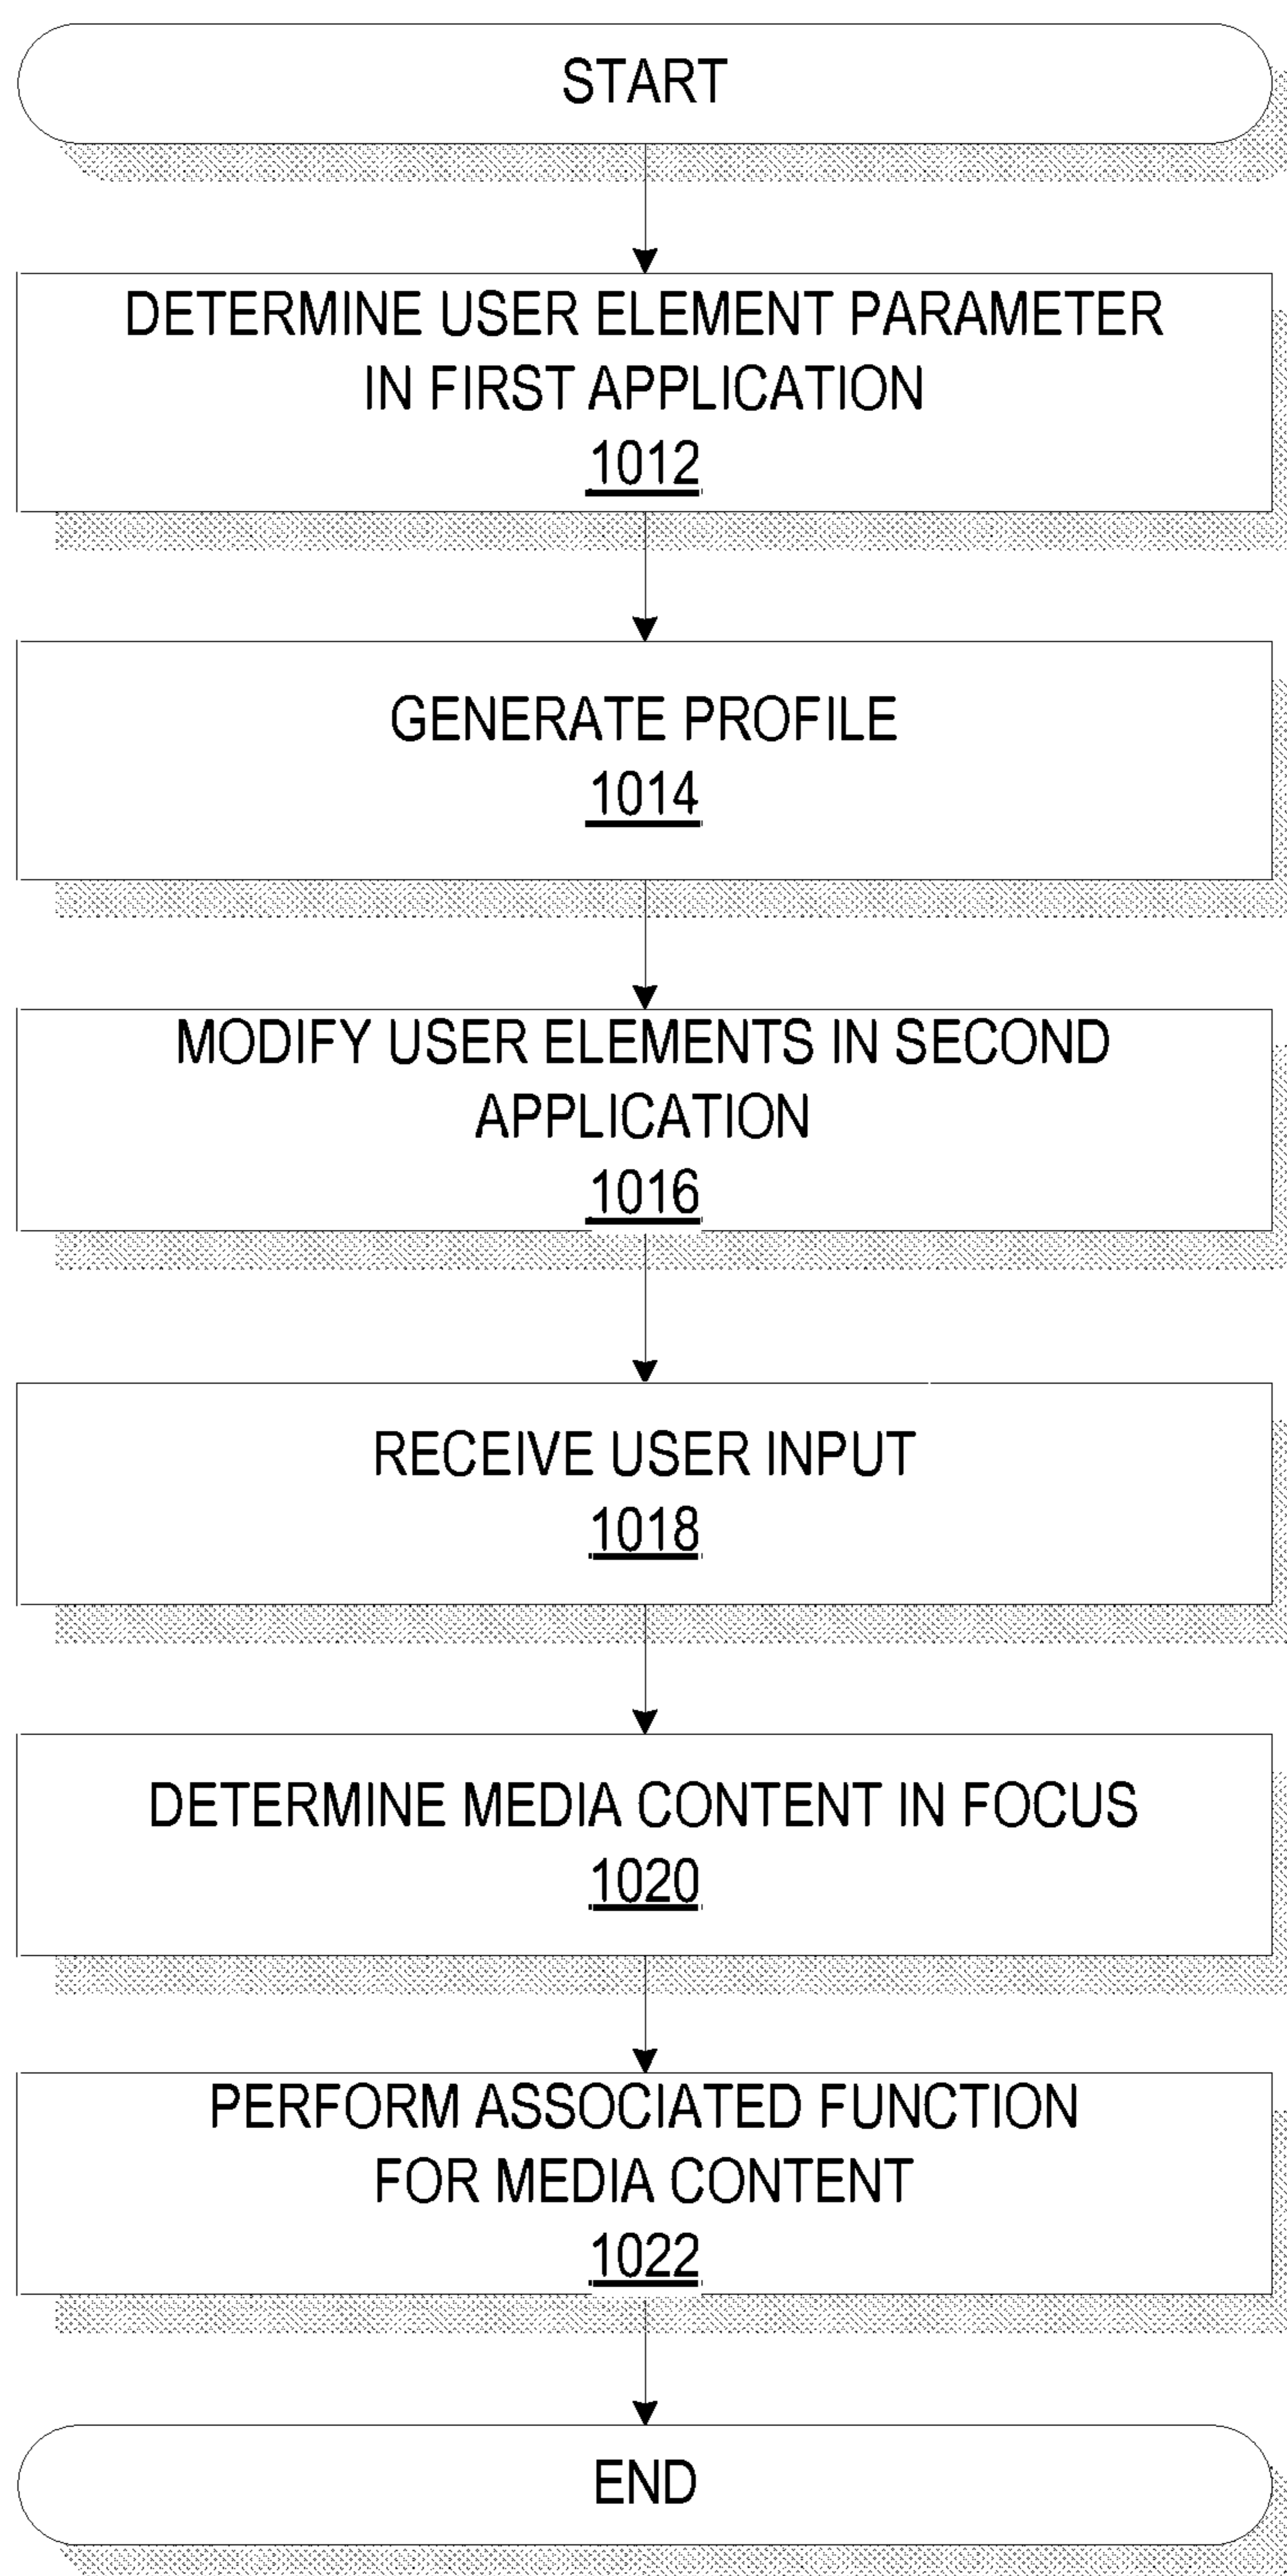 START
DETERMINE USER ELEMENT PARAMETER
IN FIRST APPLICATION
1012
GENERATE PROFILE
1014
MODIFY USER ELEMENTS IN SECOND
APPLICATION
1016
RECEIVE USER INPUT
1018
DETERMINE MEDIA CONTENT IN FOCUS
1020
PERFORM ASSOCIATED FUNCTION
FOR MEDIA CONTENT
1022
END